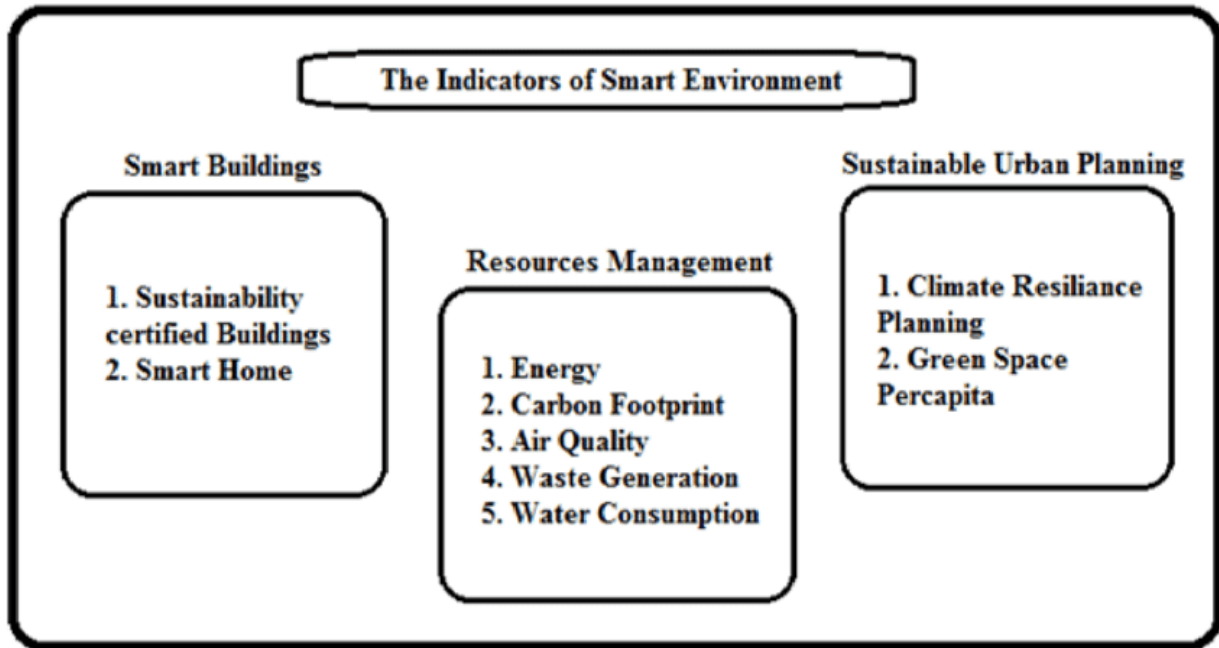 The Indicators of Smart Environment
Smart Buildings
1. Sustainability
certified Buildings
2. Smart Home
Resources Management
1. Energy
2. Carbon Footprint
3. Air Quality
4. Waste Generation
5. Water Consumption
Sustainable Urban Planning
1. Climate Resiliance
Planning
2. Green Space
Percapita